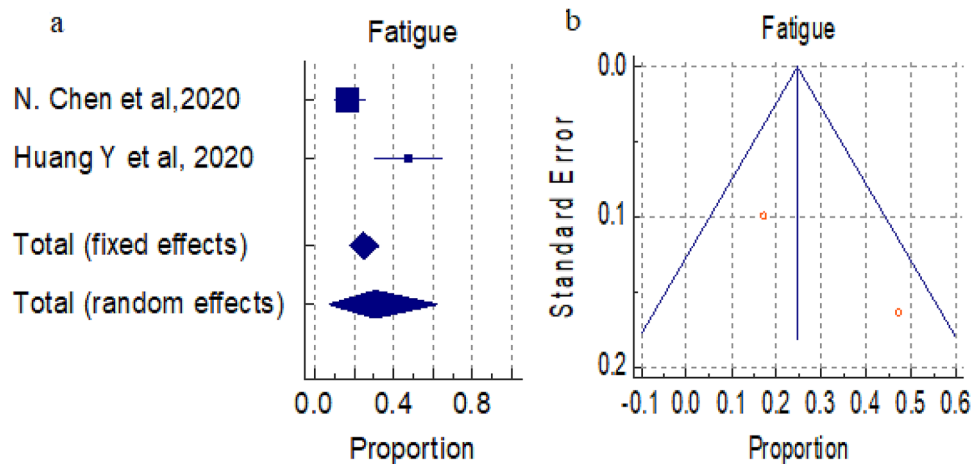 a
Fatigue
N. Chen et al,2020
Huang Y et al, 2020
Total (fixed effects)
Total (random effects)
0.0 0.4 0.8
Proportion
b
Fatigue
0.0
0.1
0.2
Standard Error
-0.1 0.0 0.1 0.2 0.3 0.4 0.5 0.6
Proportion